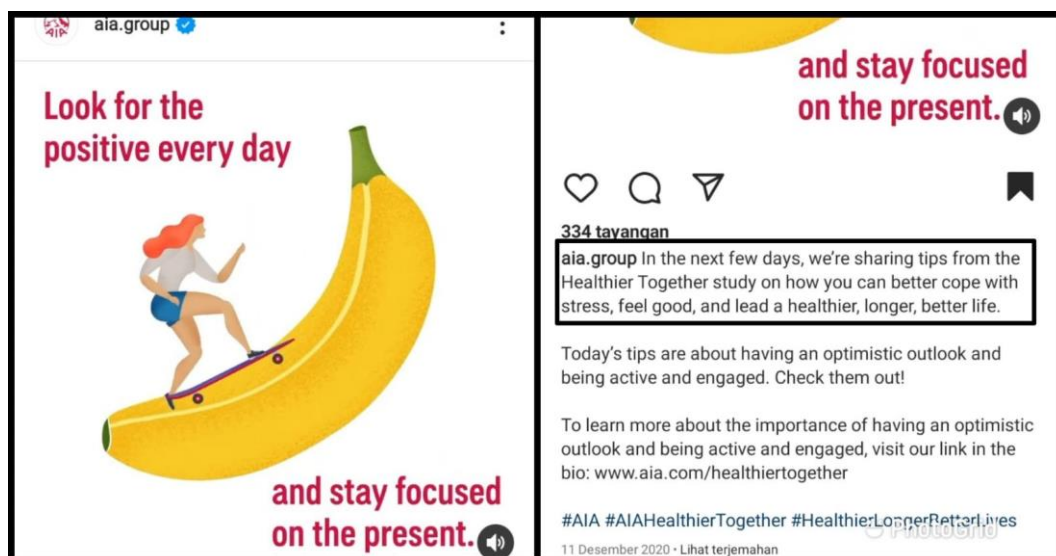 AIA
aia.group
Look for the
positive every day
and stay focused
on the present.
and stay focused
on the present.
334 tayangan
aia.group In the next few days, we're sharing tips from the
Healthier Together study on how you can better cope with
stress, feel good, and lead a healthier, longer, better life.
Today's tips are about having an optimistic outlook and
being active and engaged. Check them out!
To learn more about the importance of having an optimistic
outlook and being active and engaged, visit our link in the
bio: www.aia.com/healthiertogether
#AIA #AIAHealthierTogether #HealthierLongerBetterLives
PhotoGrid
11 Desember 2020 • Lihat terjemahan